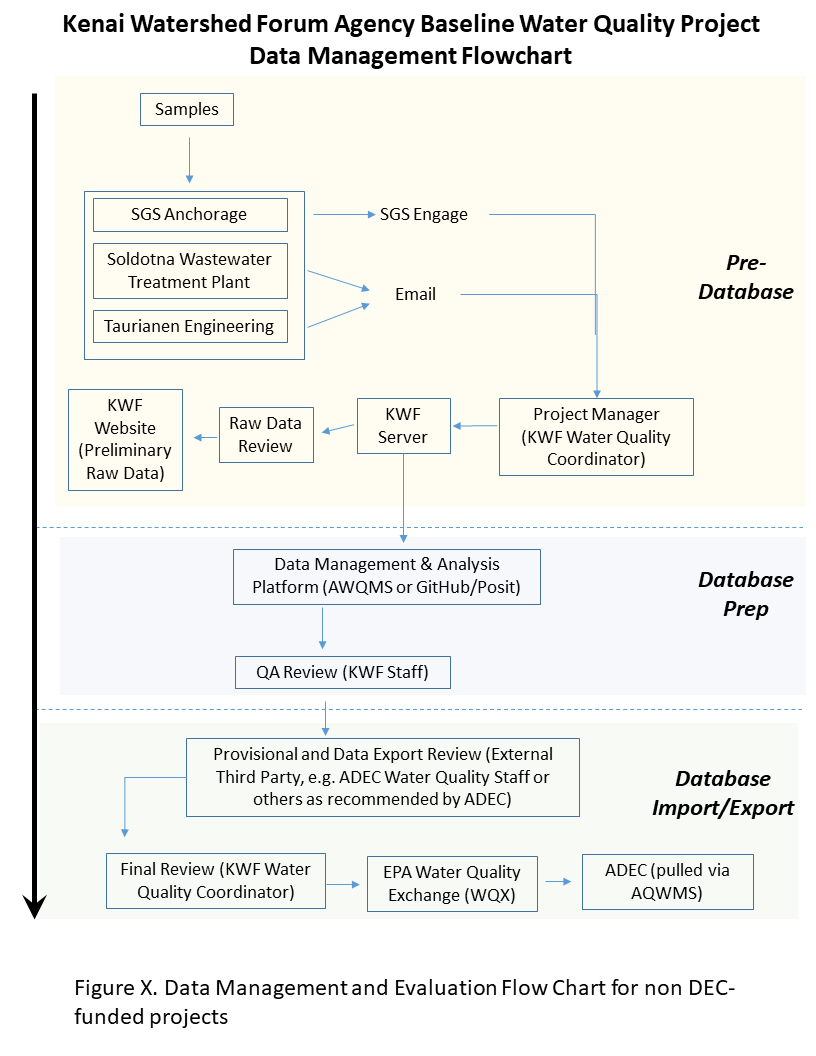 Kenai Watershed Forum Agency Baseline Water Quality Project
Data Management Flowchart
Samples
SGS Anchorage
SGS Engage
Soldotna Wastewater
Treatment Plant
Email
Taurianen Engineering
Pre-
Database
KWF
Website
(Preliminary
Raw Data)
Raw Data
Review
KWF
Server
Project Manager
(KWF Water Quality
Coordinator)
Data Management & Analysis
Platform (AWQMS or GitHub/Posit)
Database
Prep
QA Review (KWF Staff)
Provisional and Data Export Review (External
Third Party, e.g. ADEC Water Quality Staff or
others as recommended by ADEC)
Database
Import/Export
Final Review (KWF Water
Quality Coordinator)
EPA Water Quality
Exchange (WQX)
ADEC (pulled via
AQWMS)
Figure X. Data Management and Evaluation Flow Chart for non DEC-
funded projects